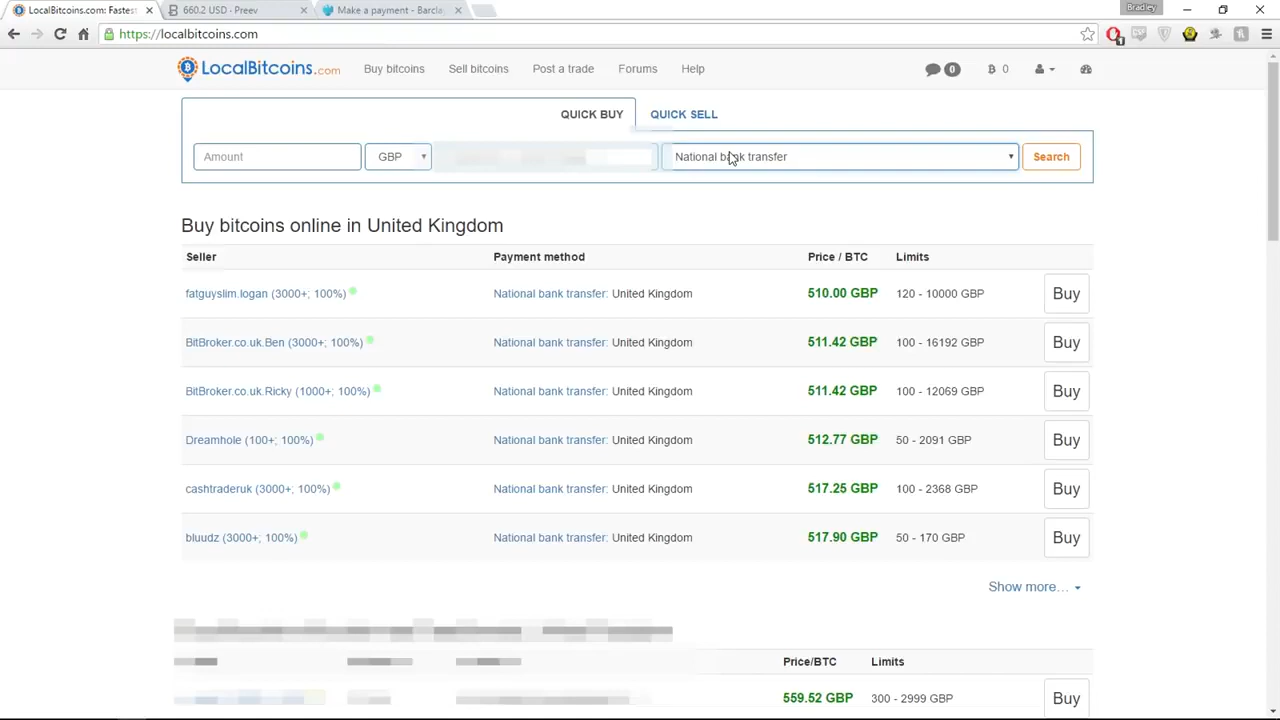 LocalBitcoins.com: Fastes
660.2 USD - Preev
Make a payment - Barcla
Bradley
https://localbitcoins.com
LocalBitcoins.com Buy bitcoins Sell bitcoins Post a trade Forums Help 0 0
QUICK BUY QUICK SELL
Amount GBP National bank transfer Search
Buy bitcoins online in United Kingdom
Seller Payment method Price / BTC Limits
fatguyslim.logan (3000+; 100%) National bank transfer: United Kingdom 510.00 GBP 120 - 10000 GBP Buy
BitBroker.co.uk.Ben (3000+; 100%) National bank transfer: United Kingdom 511.42 GBP 100 - 16192 GBP Buy
BitBroker.co.uk.Ricky (1000+; 100%) National bank transfer: United Kingdom 511.42 GBP 100 - 12069 GBP Buy
Dreamhole (100+; 100%) National bank transfer: United Kingdom 512.77 GBP 50 - 2091 GBP Buy
cashtraderuk (3000+; 100%) National bank transfer: United Kingdom 517.25 GBP 100 - 2368 GBP Buy
bluudz (3000+; 100%) National bank transfer: United Kingdom 517.90 GBP 50 - 170 GBP Buy
Show more...
Price/BTC Limits
559.52 GBP 300 - 2999 GBP Buy